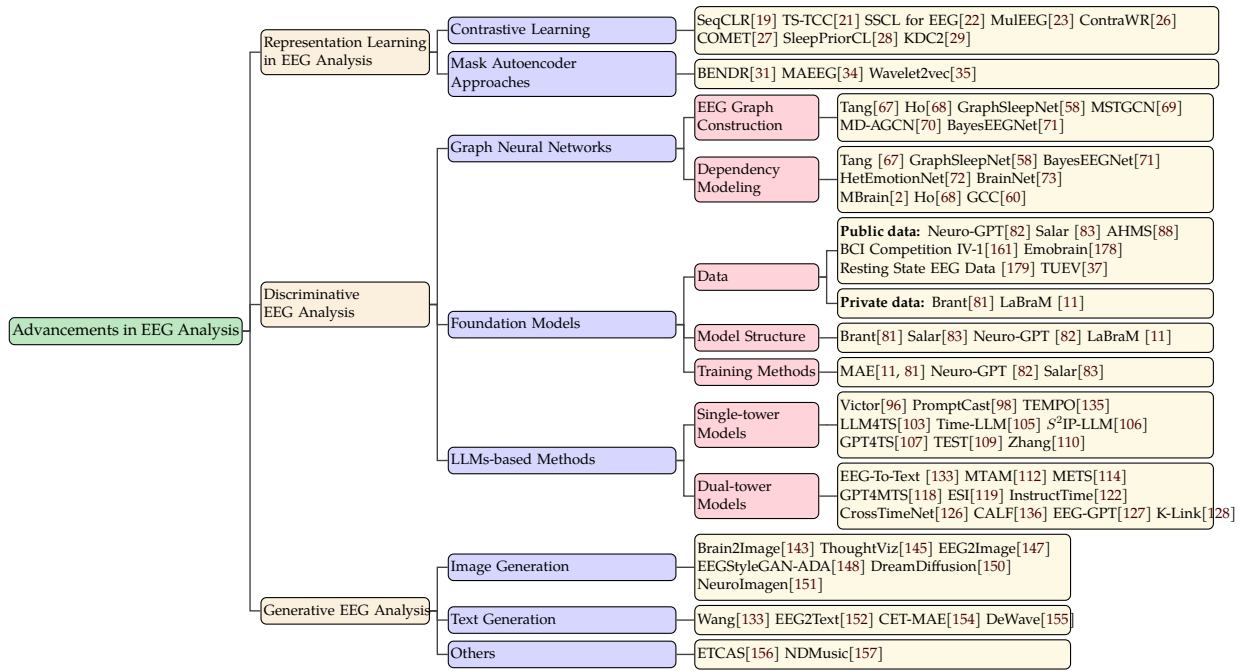 Advancements in EEG Analysis
Representation Learning
in EEG Analysis
Contrastive Learning
SeqCLR[19] TS-TCC[21] SSCL for EEG[22] MulEEG[23] ContraWR[26]
COMET[27] SleepPriorCL[28] KDC2[29]
Mask Autoencoder
Approaches
BENDR[31] MAEEG[34] Wavelet2vec[35]
Discriminative
EEG Analysis
Graph Neural Networks
EEG Graph
Construction
Tang[67] Ho[68] GraphSleepNet[58] MSTGCN[69]
MD-AGCN[70] BayesEEGNet[71]
Dependency
Modeling
Tang [67] GraphSleepNet[58] BayesEEGNet[71]
HetEmotionNet[72] BrainNet[73]
MBrain[2] Ho[68] GCC[60]
Foundation Models
Data
Public data: Neuro-GPT[82] Salar [83] AHMS[88]
BCI Competition IV-1[161] Emobrain[178]
Resting State EEG Data [179] TUEV[37]
Private data: Brant[81] LaBraM [11]
Model Structure
Brant[81] Salar[83] Neuro-GPT [82] LaBraM [11]
Training Methods
MAE[11, 81] Neuro-GPT [82] Salar[83]
LLMs-based Methods
Single-tower
Models
Victor[96] PromptCast[98] TEMPO[135]
LLM4TS[103] Time-LLM[105] S²IP-LLM[106]
GPT4TS[107] TEST[109] Zhang[110]
Dual-tower
Models
EEG-To-Text [133] MTAM[112] METS[114]
GPT4MTS[118] ESI[119] InstructTime[122]
CrossTimeNet[126] CALF[136] EEG-GPT[127] K-Link[128]
Generative EEG Analysis
Image Generation
Brain2Image[143] ThoughtViz[145] EEG2Image[147]
EEGStyleGAN-ADA[148] DreamDiffusion[150]
NeuroImagen[151]
Text Generation
Wang[133] EEG2Text[152] CET-MAE[154] DeWave[155]
Others
ETCAS[156] NDMusic[157]